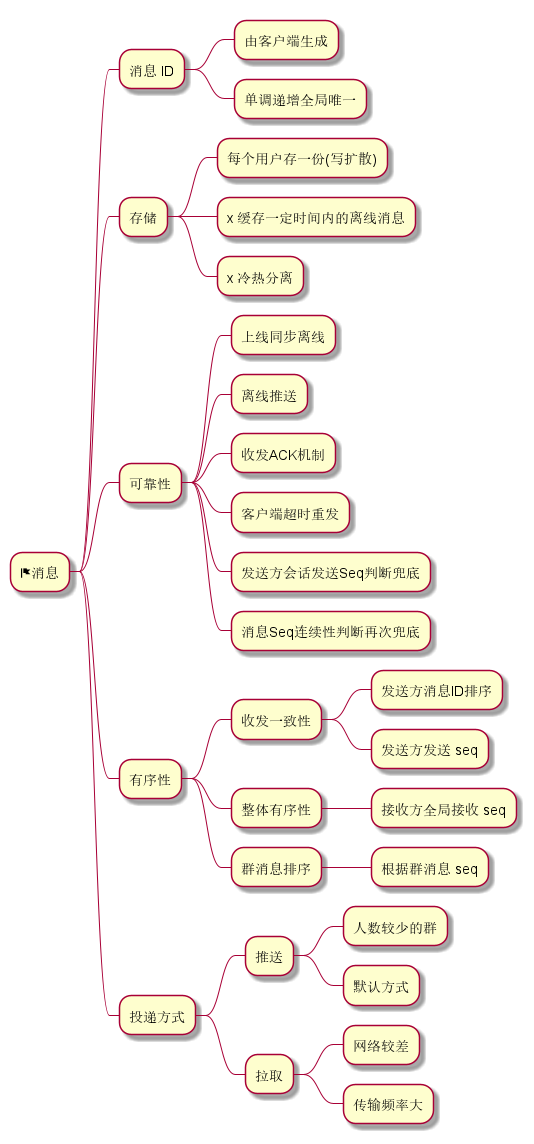 消息
消息 ID
由客户端生成
单调递增全局唯一
存储
每个用户存一份(写扩散)
x 缓存一定时间内的离线消息
x 冷热分离
可靠性
上线同步离线
离线推送
收发ACK机制
客户端超时重发
发送方会话发送Seq判断兜底
消息Seq连续性判断再次兜底
有序性
收发一致性
发送方消息ID排序
发送方发送 seq
整体有序性
接收方全局接收 seq
群消息排序
根据群消息 seq
投递方式
推送
人数较少的群
默认方式
拉取
网络较差
传输频率大